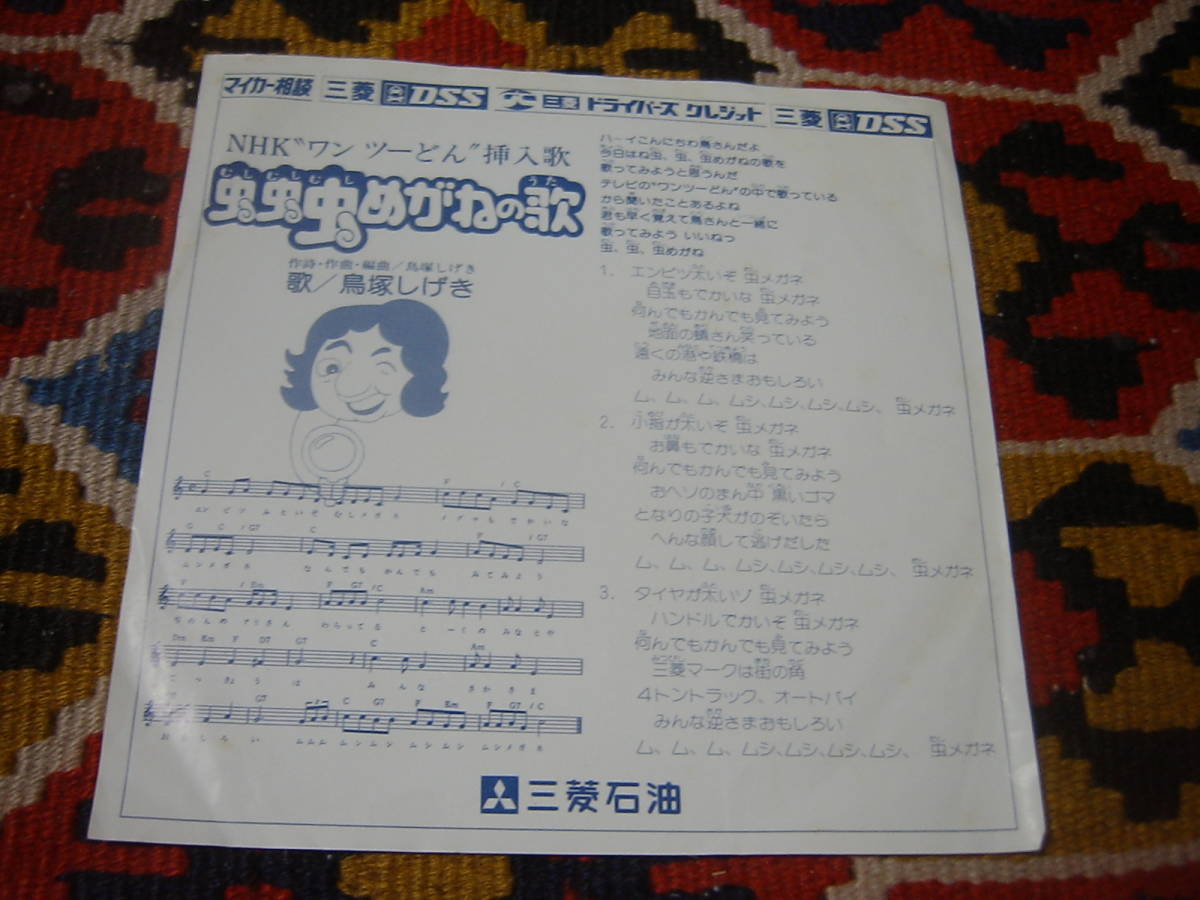 マイカー相談 三菱 DSS 三菱 ドライバーズ クレジット 三菱 DSS
NHK“ワン ツーどん”挿入歌
虫虫虫めがねの歌
作詩・作曲・編曲/鳥塚しげき
歌/鳥塚しげき
ハーイこんにちわ鳥さんだよ
今日はね虫、虫、虫めがねの歌を
歌ってみようと思うんだ
テレビの“ワンツーどん”の中で歌っている
から聞いたことあるよね
君も早く覚えて鳥さんと一緒に
歌ってみよう いいねっ
虫、虫、虫めがね
1. エンピツ太いぞ 虫メガネ
目玉もでかいな 虫メガネ
何んでもかんでも見てみよう
地面の蟻さん笑っている
遠くの港や鉄橋は
みんな逆さまおもしろい
ム、ム、ム、ムシ、ムシ、ムシ、ムシ、 虫メガネ
2. 小指が太いぞ 虫メガネ
お鼻もでかいな 虫メガネ
何んでもかんでも見てみよう
おヘソのまん中 黒いゴマ
となりの子犬がのぞいたら
へんな顔して逃げだした
ム、ム、ム、ムシ、ムシ、ムシ、ムシ、 虫メガネ
3. タイヤが太いゾ 虫メガネ
ハンドルでかいぞ 虫メガネ
何んでもかんでも見てみよう
三菱マークは街の角
4トントラック、オートバイ
みんな逆さまおもしろい
ム、ム、ム、ムシ、ムシ、ムシ、ムシ、 虫メガネ
三菱石油